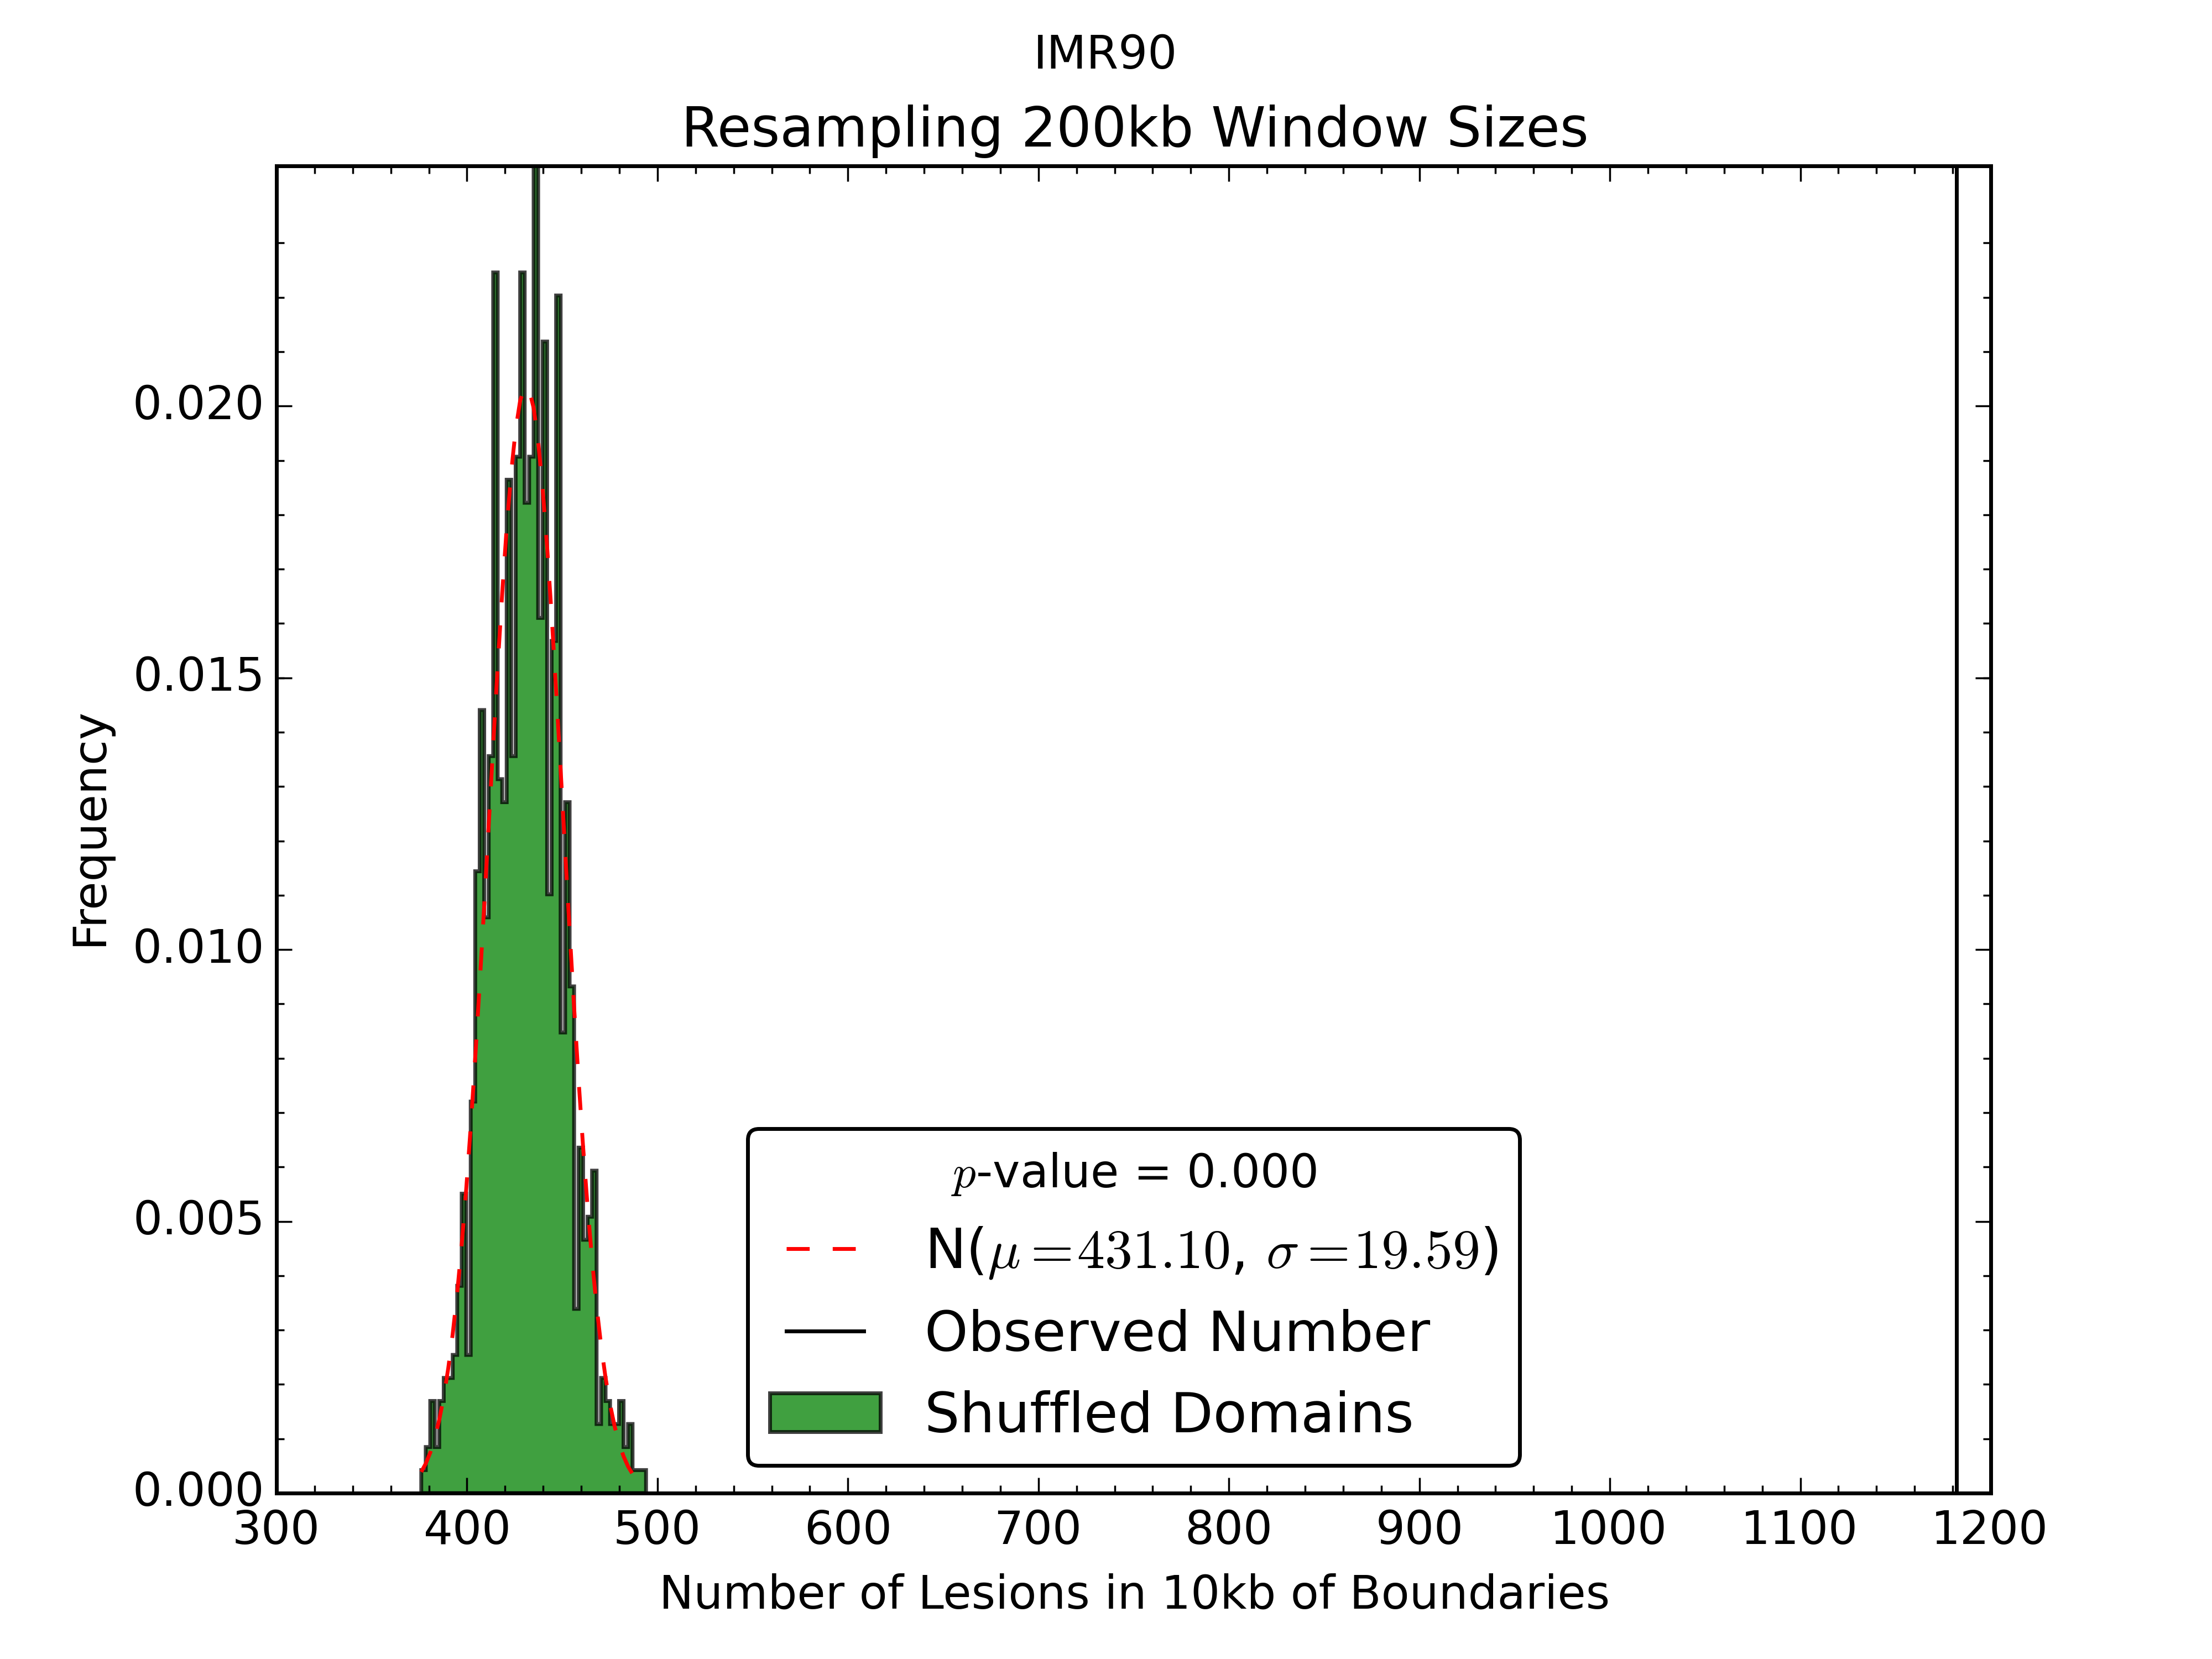 IMR90
Resampling 200kb Window Sizes
Frequency
0.020
0.015
0.010
0.005
0.000
p-value = 0.000
N(μ=431.10, σ=19.59)
Observed Number
Shuffled Domains
300 400 500 600 700 800 900 1000 1100 1200
Number of Lesions in 10kb of Boundaries